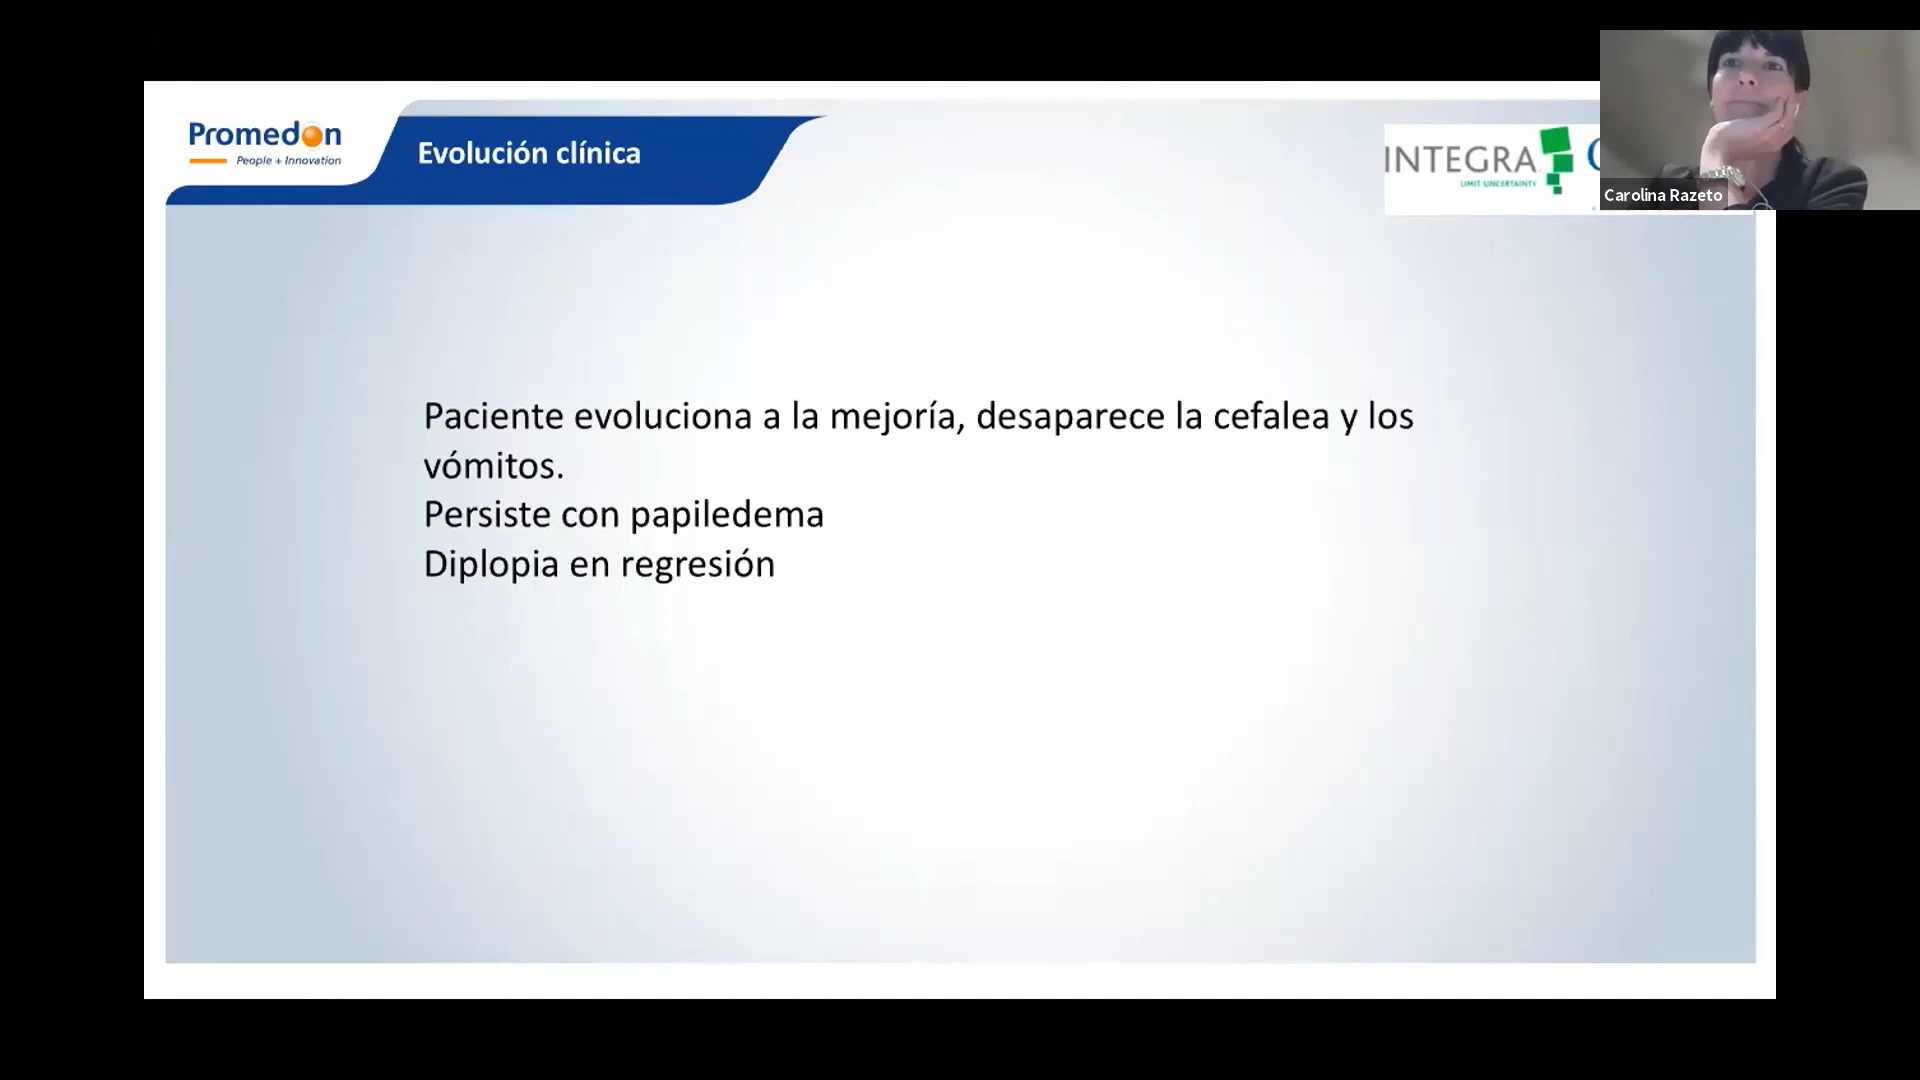 Promedon
People + Innovation
Evolución clínica
INTEGRA
LIMIT UNCERTAINTY
Carolina Razeto
Paciente evoluciona a la mejoría, desaparece la cefalea y los
vómitos.
Persiste con papiledema
Diplopia en regresión